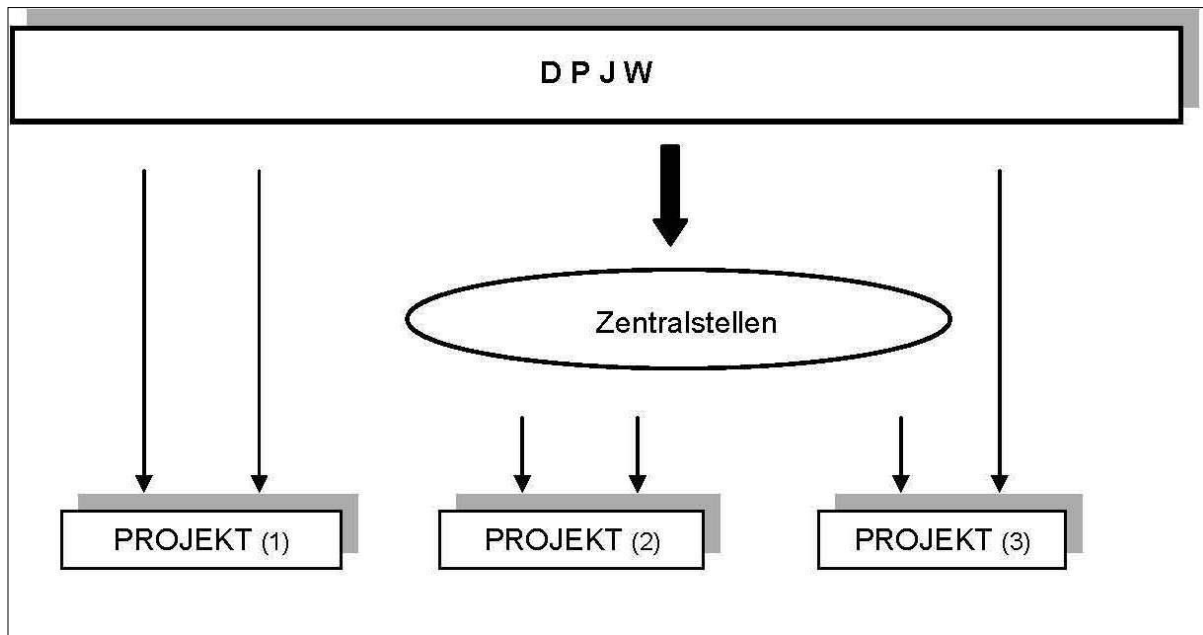 D P J W
Zentralstellen
PROJEKT (1)
PROJEKT (2)
PROJEKT (3)